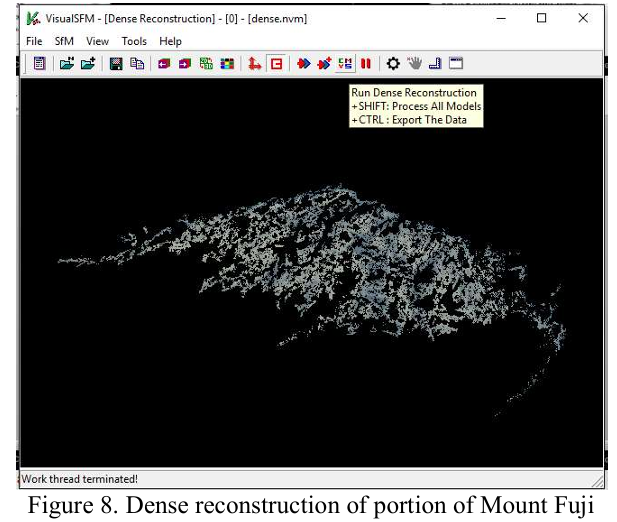 VisualSFM - [Dense Reconstruction] - [0] - [dense.nvm]
File SfM View Tools Help
Run Dense Reconstruction
+SHIFT: Process All Models
+CTRL : Export The Data
Work thread terminated!
Figure 8. Dense reconstruction of portion of Mount Fuji